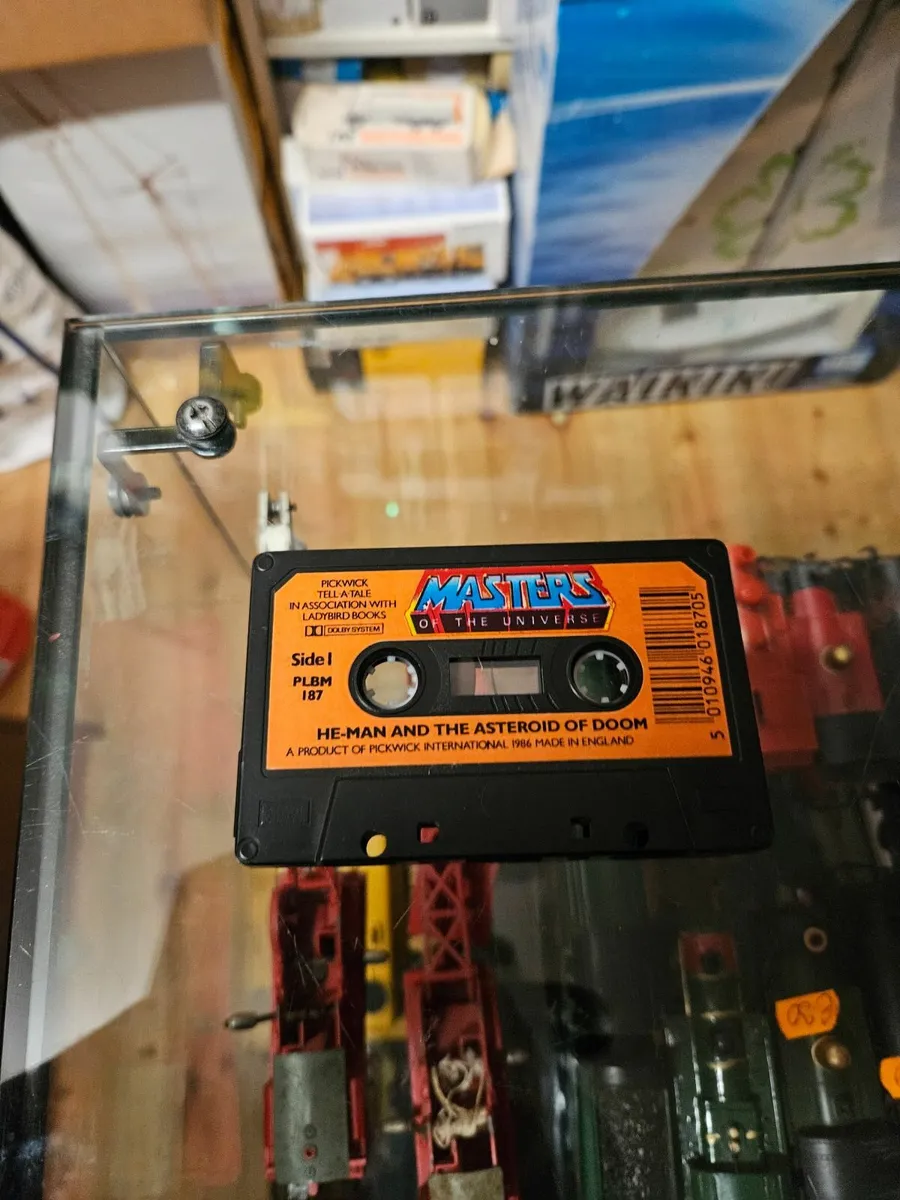 WAIKIKI
PICKWICK
TELL-A-TALE
IN ASSOCIATION WITH
LADYBIRD BOOKS
DOLBY SYSTEM
MASTERS
OF THE UNIVERSE
Side 1
PLBM
187
5 010946 018705
HE-MAN AND THE ASTEROID OF DOOM
A PRODUCT OF PICKWICK INTERNATIONAL 1986 MADE IN ENGLAND